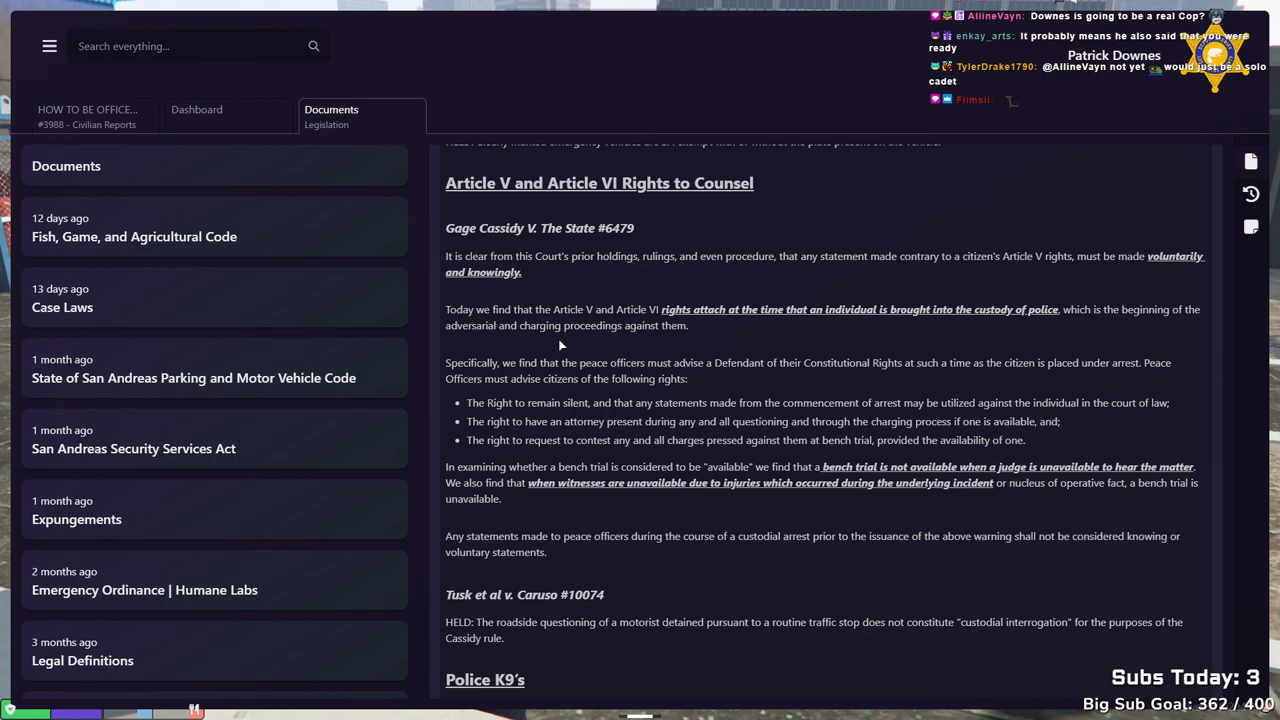 AllineVayn: Downes is going to be a real Cop?
enkay_arts: It probably means he also said that you were
ready
Patrick Downes
TylerDrake1790: @AllineVayn not yet would just be a solo
cadet
Flimsii:
Search everything...
HOW TO BE OFFICE...
#3988 - Civilian Reports
Dashboard
Documents
Legislation
Documents
12 days ago
Fish, Game, and Agricultural Code
13 days ago
Case Laws
1 month ago
State of San Andreas Parking and Motor Vehicle Code
1 month ago
San Andreas Security Services Act
1 month ago
Expungements
2 months ago
Emergency Ordinance | Humane Labs
3 months ago
Legal Definitions
Article V and Article VI Rights to Counsel
Gage Cassidy V. The State #6479
It is clear from this Court's prior holdings, rulings, and even procedure, that any statement made contrary to a citizen's Article V rights, must be made voluntarily
and knowingly.
Today we find that the Article V and Article VI rights attach at the time that an individual is brought into the custody of police, which is the beginning of the
adversarial and charging proceedings against them.
Specifically, we find that the peace officers must advise a Defendant of their Constitutional Rights at such a time as the citizen is placed under arrest. Peace
Officers must advise citizens of the following rights:
• The Right to remain silent, and that any statements made from the commencement of arrest may be utilized against the individual in the court of law;
• The right to have an attorney present during any and all questioning and through the charging process if one is available, and;
• The right to request to contest any and all charges pressed against them at bench trial, provided the availability of one.
In examining whether a bench trial is considered to be "available" we find that a bench trial is not available when a judge is unavailable to hear the matter.
We also find that when witnesses are unavailable due to injuries which occurred during the underlying incident or nucleus of operative fact, a bench trial is
unavailable.
Any statements made to peace officers during the course of a custodial arrest prior to the issuance of the above warning shall not be considered knowing or
voluntary statements.
Tusk et al v. Caruso #10074
HELD: The roadside questioning of a motorist detained pursuant to a routine traffic stop does not constitute "custodial interrogation" for the purposes of the
Cassidy rule.
Police K9's
Subs Today: 3
Big Sub Goal: 362 / 400